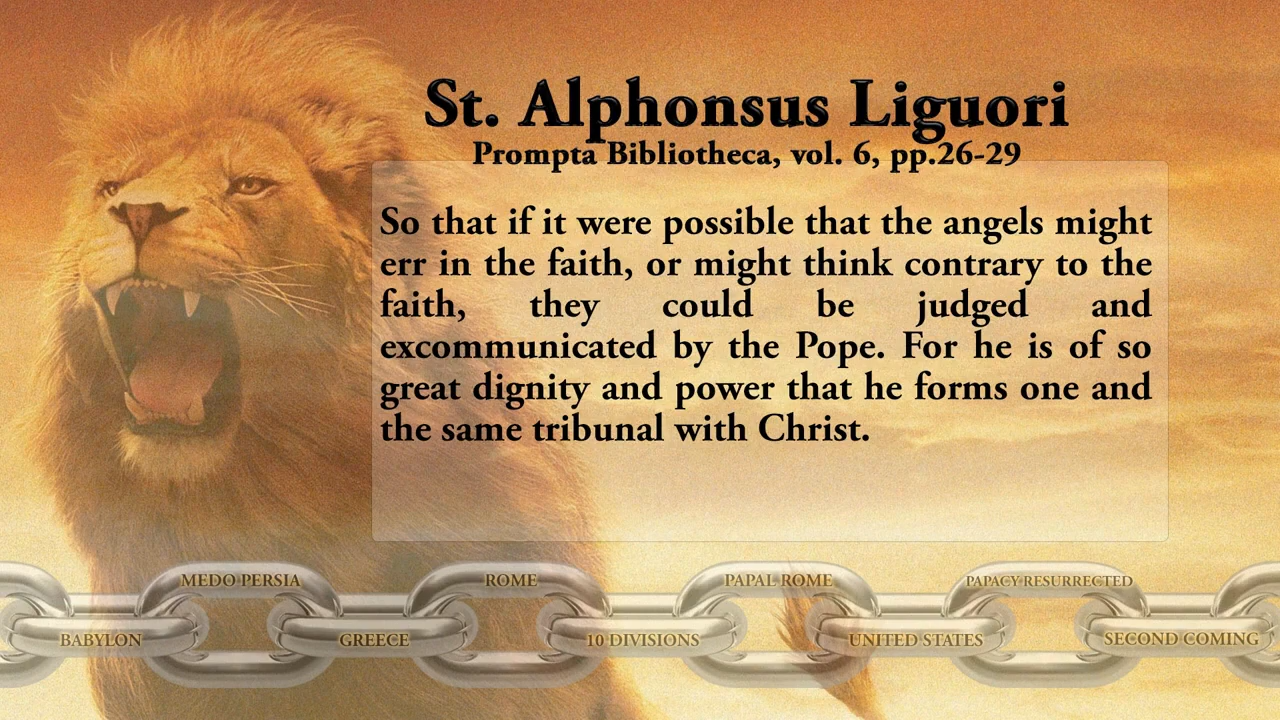 St. Alphonsus Liguori
Prompta Bibliotheca, vol. 6, pp.26-29
So that if it were possible that the angels might
err in the faith, or might think contrary to the
faith, they could be judged and
excommunicated by the Pope. For he is of so
great dignity and power that he forms one and
the same tribunal with Christ.
MEDO PERSIA
ROME
PAPAL ROME
PAPACY RESURRECTED
BABYLON
GREECE
10 DIVISIONS
UNITED STATES
SECOND COMING